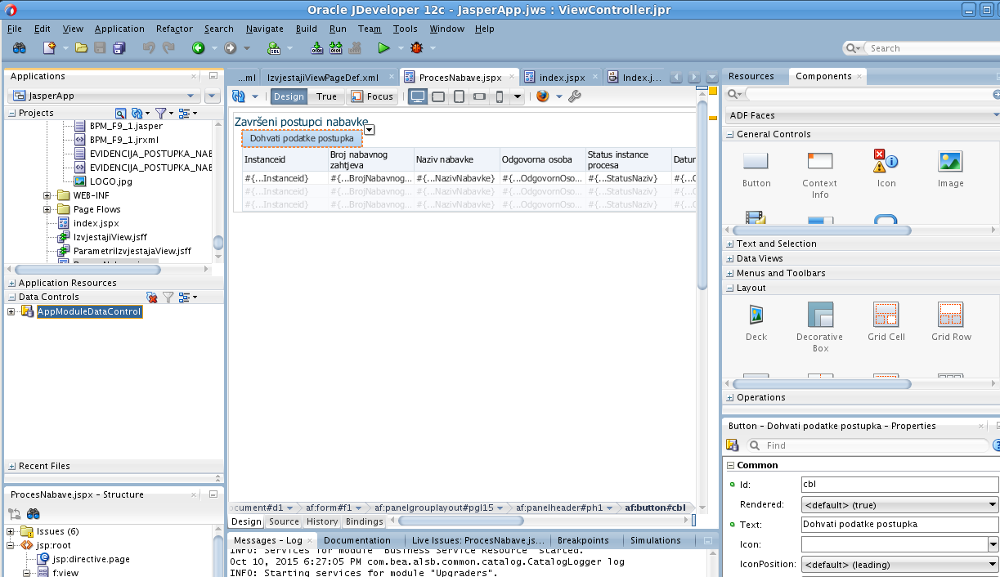 Oracle JDeveloper 12c - JasperApp.jws : ViewController.jpr
File Edit View Application Refactor Search Navigate Build Run Team Tools Window Help
Search
Applications
JasperApp
Projects
BPM_F9_1.jasper
BPM_F9_1.jrxml
EVIDENCIJA_POSTUPKA_NAB
EVIDENCIJA_POSTUPKA_NAB
LOGO.jpg
WEB-INF
Page Flows
index.jspx
IzvjestajiView.jsff
ParametriIzvjestajaView.jsff
Application Resources
Data Controls
AppModuleDataControl
Recent Files
ProcesNabave.jspx - Structure
Issues (6)
jsp:root
jsp:directive.page
f:view
...ml IzvjestajiViewPageDef.xml ProcesNabave.jspx index.jspx Index.j...
Design True Focus
Završeni postupci nabavke
Dohvati podatke postupka
Instanceid Broj nabavnog zahtjeva Naziv nabavke Odgovorna osoba Status instance procesa Datur
#{...Instanceid} #{...BrojNabavnog... #{...NazivNabavke} #{...OdgovornOso... #{...StatusNaziv} #{...
#{...Instanceid} #{...BrojNabavnog... #{...NazivNabavke} #{...OdgovornOso... #{...StatusNaziv} #{...
#{...Instanceid} #{...BrojNabavnog... #{...NazivNabavke} #{...OdgovornOso... #{...StatusNaziv} #{...
ocument#d1 af:form#f1 af:panelgrouplayout#pgl15 af:panelheader#ph1 af:button#cbl
Design Source History Bindings
Messages - Log Documentation Live Issues: ProcesNabave.js... Breakpoints Simulations
INFO: Services for module "Business Service Resource" started.
Oct 10, 2015 6:27:05 PM com.bea.alsb.common.catalog.CatalogLogger log
INFO: Starting services for module "Upgraders".
Resources Components
ADF Faces
General Controls
Button Context Info Icon Image
Text and Selection
Data Views
Menus and Toolbars
Layout
Deck Decorative Box Grid Cell Grid Row
Operations
Button - Dohvati podatke postupka - Properties
Find
Common
Id: cbl
Rendered: <default> (true)
Text: Dohvati podatke postupka
Icon:
IconPosition: <default> (leading)